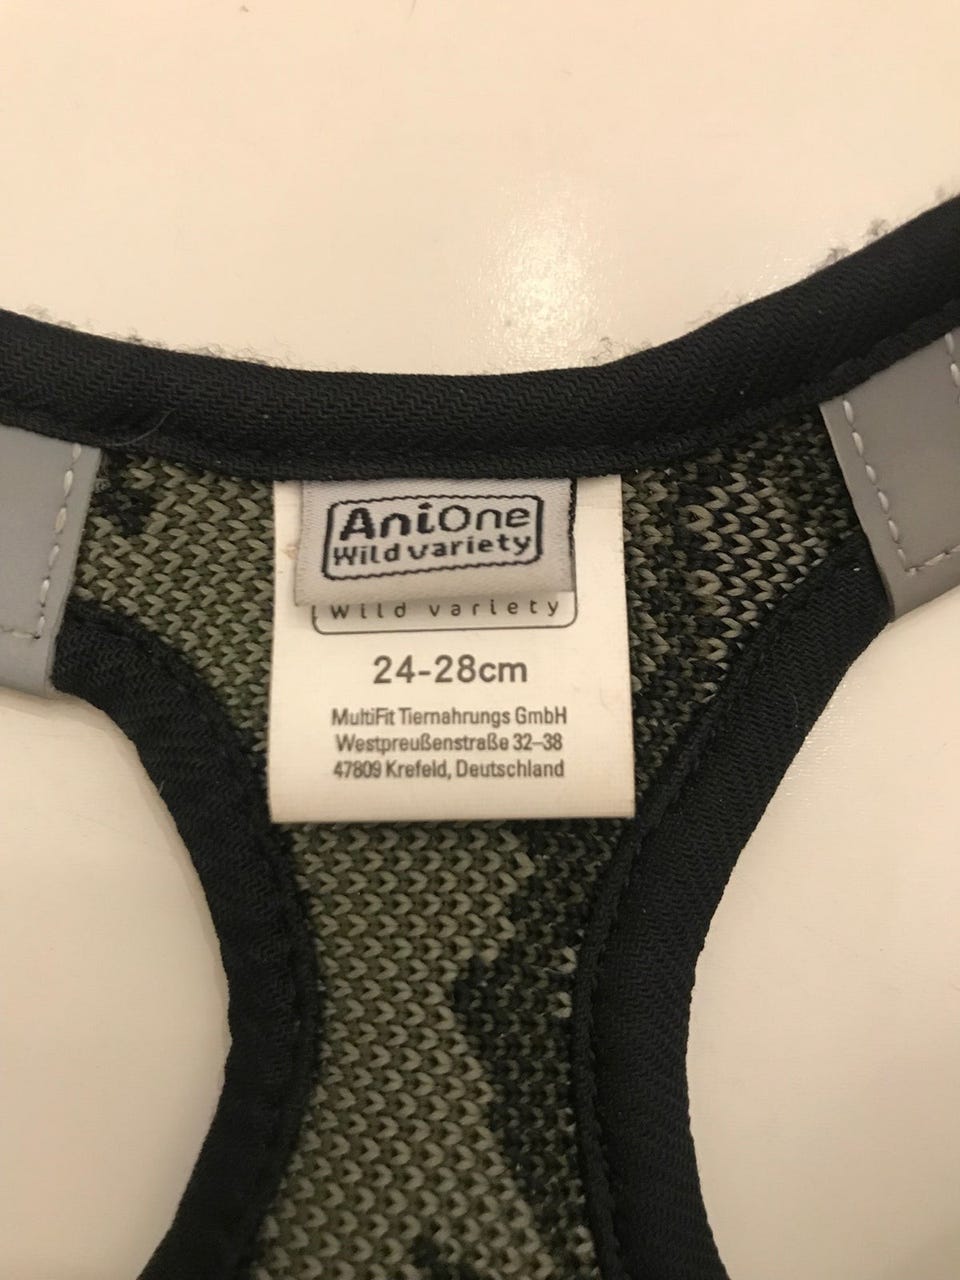 AniOne
Wild variety
Wild variety
24-28cm
MultiFit Tiernahrungs GmbH
Westpreußenstraße 32–38
47809 Krefeld, Deutschland